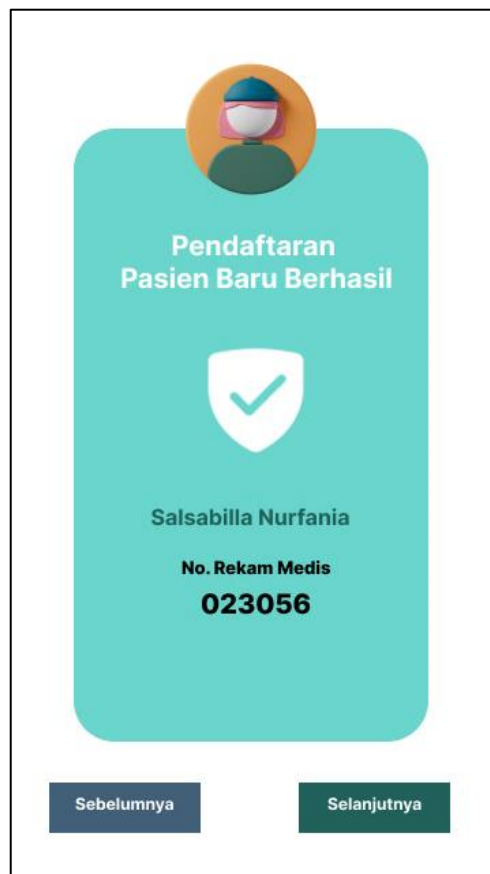 Pendaftaran
Pasien Baru Berhasil
Salsabilla Nurfania
No. Rekam Medis
023056
Sebelumnya
Selanjutnya